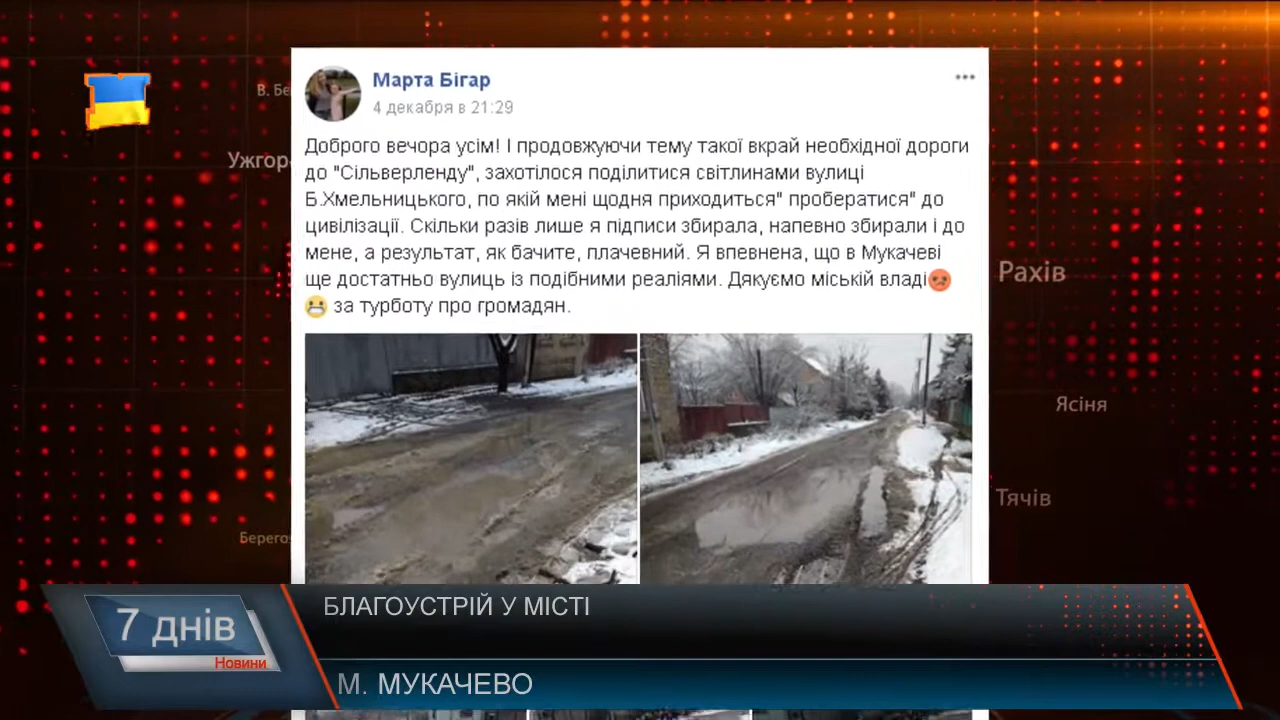 Марта Бігар
4 декабря в 21:29
Доброго вечора усім! І продовжуючи тему такої вкрай необхідної дороги
до "Сільверленду", захотілося поділитися світлинами вулиці
Б.Хмельницького, по якій мені щодня приходиться" пробератися" до
цивілізації. Скільки разів лише я підписи збирала, напевно збирали і до
мене, а результат, як бачите, плачевний. Я впевнена, що в Мукачеві
ще достатньо вулиць із подібними реаліями. Дякуємо міській владі😡
😬 за турботу про громадян.
В. Бе
Ужгор
Рахів
Ясіня
Тячів
Берего
7 днів
Новини
БЛАГОУСТРІЙ У МІСТІ
М. МУКАЧЕВО